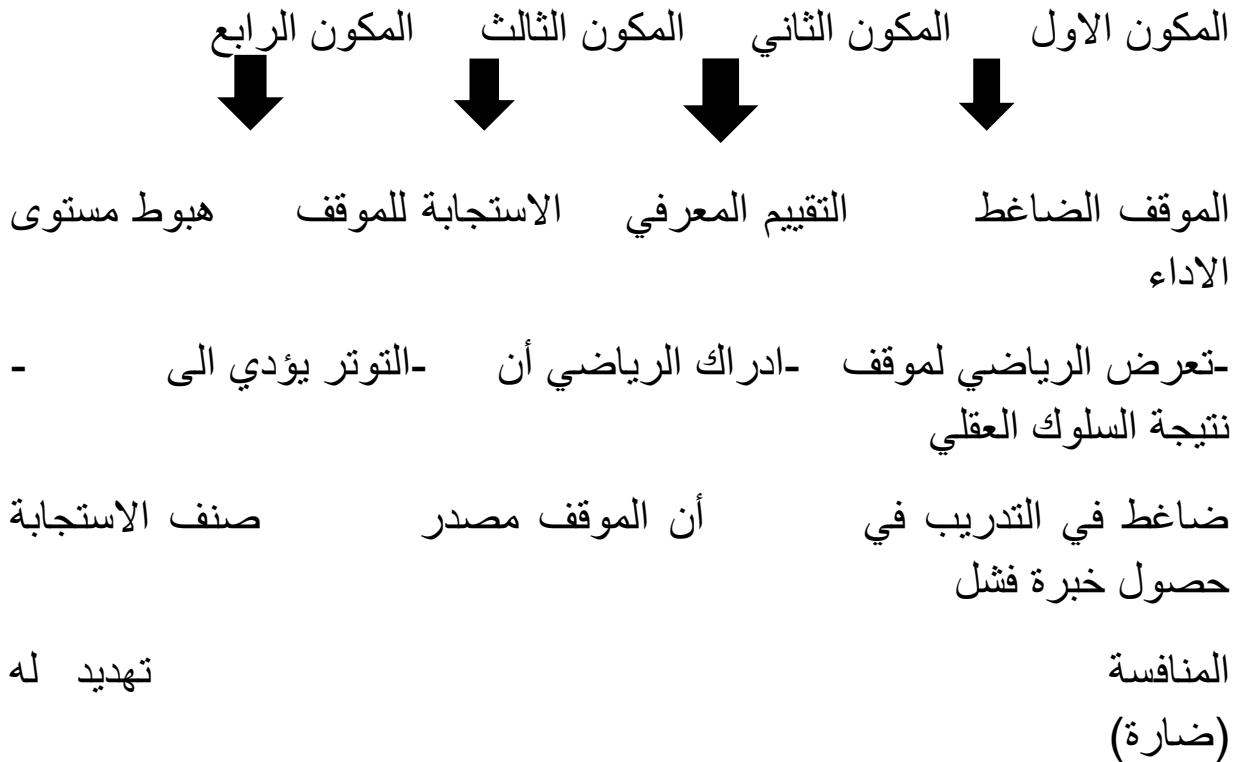 المكون الاول المكون الثاني المكون الثالث المكون الرابع
الموقف الضاغط التقييم المعرفي الاستجابة للموقف هبوط مستوى
الاداء
-تعرض الرياضي لموقف -ادراك الرياضي أن -التوتر يؤدي الى -
نتيجة السلوك العقلي
ضاغط في التدريب في أن الموقف مصدر صنف الاستجابة
حصول خبرة فشل
المنافسة تهديد له
(ضارة)